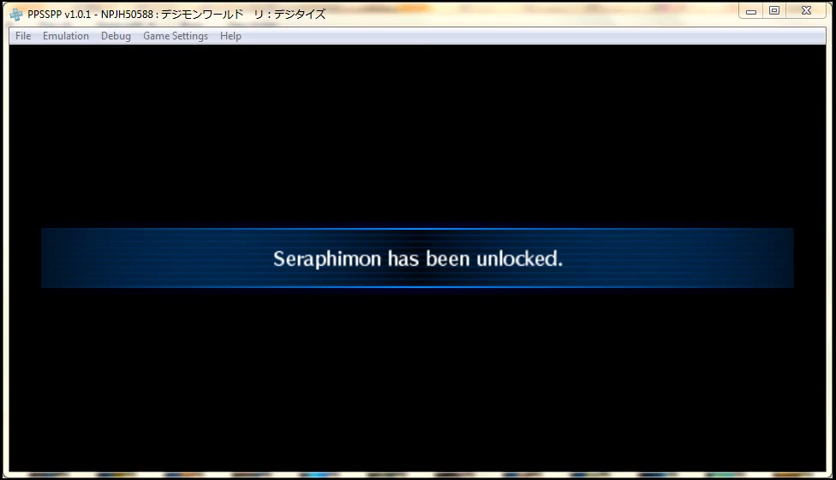 PPSSPP v1.0.1 - NPJH50588 : デジモンワールド　リ：デジタイズ
File Emulation Debug Game Settings Help
Seraphimon has been unlocked.